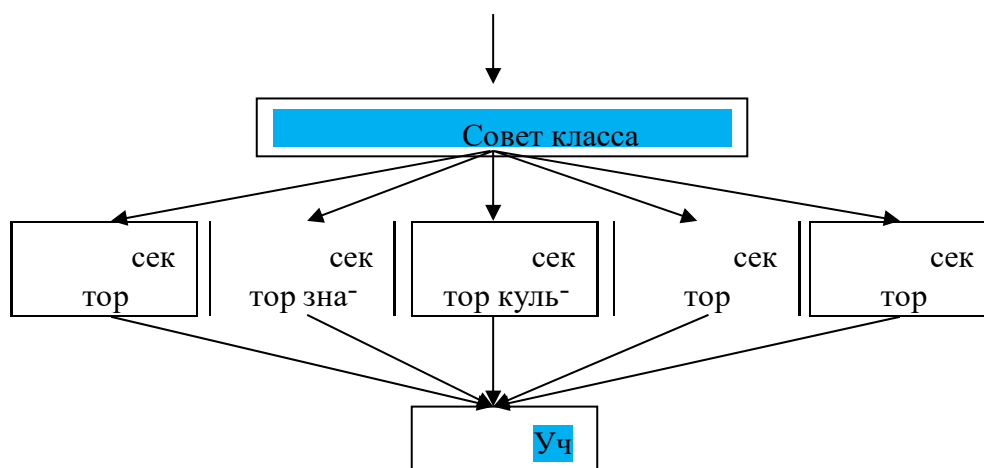 Совет класса
сек
тор
сек
тор зна-
сек
тор куль-
сек
тор
сек
тор
Уч